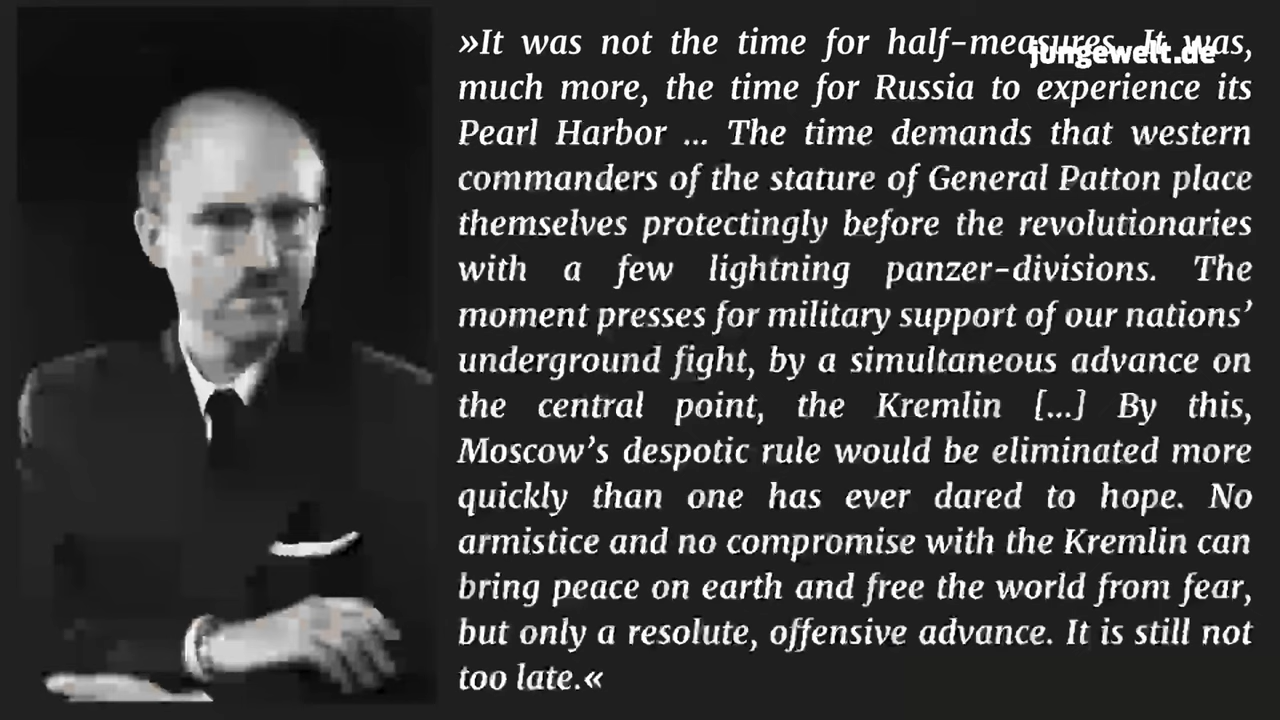 »It was not the time for half-measures. It was,
jungewelt.de
much more, the time for Russia to experience its
Pearl Harbor ... The time demands that western
commanders of the stature of General Patton place
themselves protectingly before the revolutionaries
with a few lightning panzer-divisions. The
moment presses for military support of our nations’
underground fight, by a simultaneous advance on
the central point, the Kremlin [...] By this,
Moscow’s despotic rule would be eliminated more
quickly than one has ever dared to hope. No
armistice and no compromise with the Kremlin can
bring peace on earth and free the world from fear,
but only a resolute, offensive advance. It is still not
too late.«